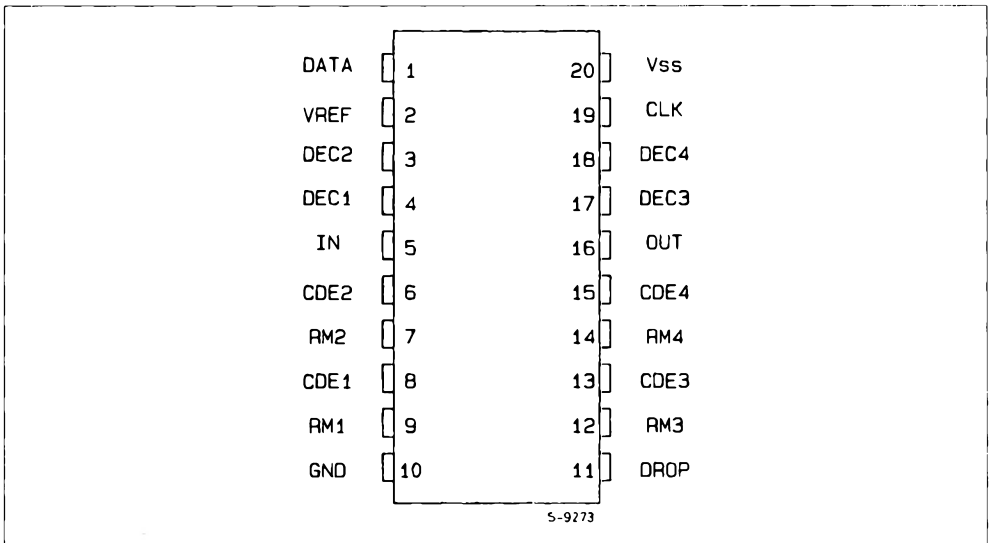 DATA 1 20 Vss
VREF 2 19 CLK
DEC2 3 18 DEC4
DEC1 4 17 DEC3
IN 5 16 OUT
CDE2 6 15 CDE4
RM2 7 14 RM4
CDE1 8 13 CDE3
RM1 9 12 RM3
GND 10 11 DROP
S-9273